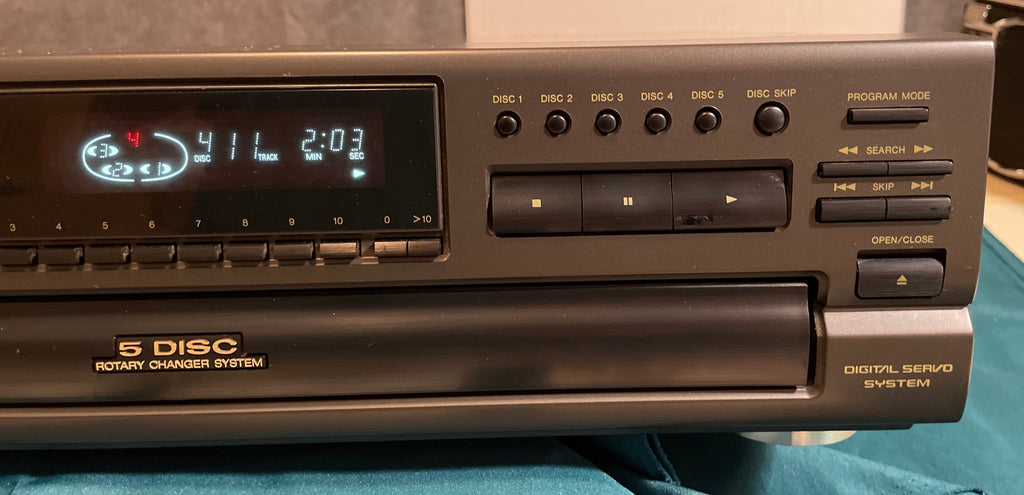 DISC 1 DISC 2 DISC 3 DISC 4 DISC 5 DISC SKIP
PROGRAM MODE
4
3
2 1
4 11 2:03
DISC TRACK MIN SEC
SEARCH
SKIP
3 4 5 6 7 8 9 10 0 >10
OPEN/CLOSE
5 DISC
ROTARY CHANGER SYSTEM
DIGITAL SERVO
SYSTEM